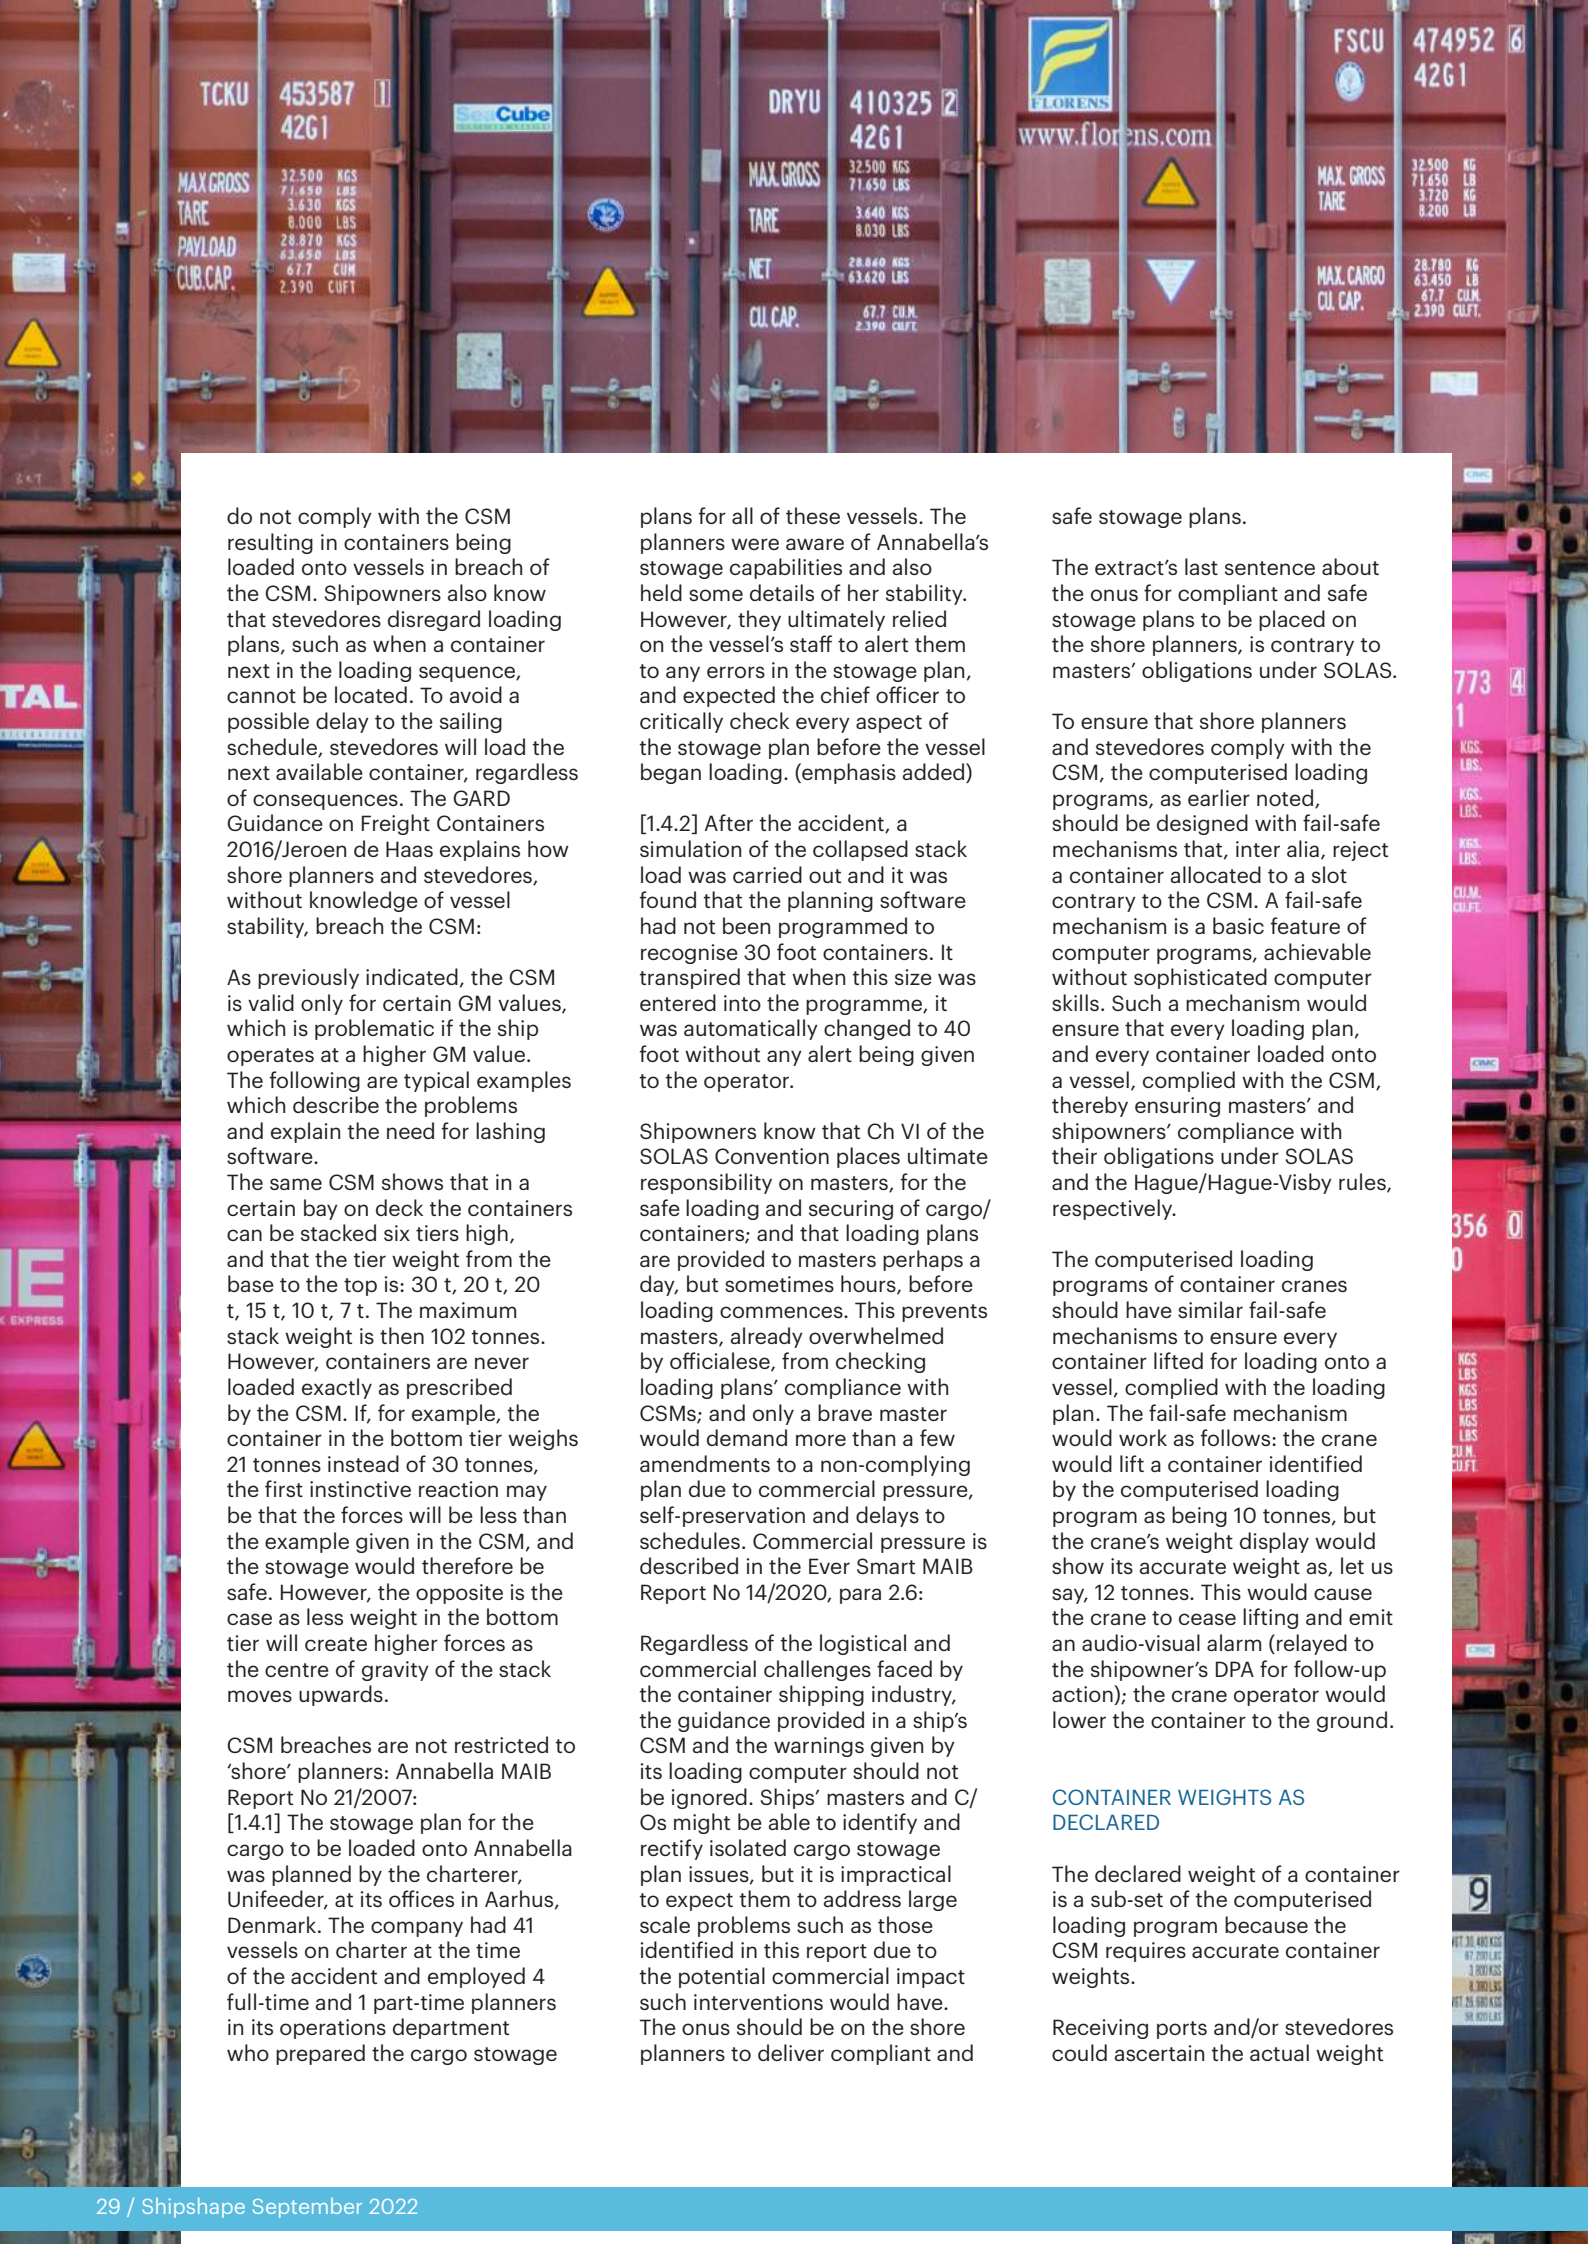 TCKU 453587 1
42G1
MAX.GROSS 32.500 KGS
71.650 LBS
TARE 3.630 KGS
8.000 LBS
PAYLOAD 28.870 KGS
63.650 LBS
CUB.CAP. 67.7 CUM
2.390 CUFT
SeaCube
DRYU 410325 2
42G1
MAX.GROSS 32.500 KGS
71.650 LBS
TARE 3.640 KGS
8.030 LBS
NET 28.860 KGS
63.620 LBS
CU. CAP. 67.7 CU.M.
2.390 CU.FT.
FLORENS
www.florens.com
FSCU 474952 6
42G1
MAX. GROSS 32.500 KG
71.650 LB
TARE 3.720 KG
8.200 LB
MAX. CARGO 28.780 KG
63.450 LB
CU. CAP. 67.7 CU.M.
2.390 CU.FT.
CIMC
TAL
EXPRESS
773 4
1
KGS.
LBS.
KGS.
LBS.
KGS.
LBS.
CU.M.
CU.FT.
CIMC
356 0
0
KGS
LBS
KGS
LBS
KGS
LBS
CU.M.
CU.FT
CIMC
9
do not comply with the CSM
resulting in containers being
loaded onto vessels in breach of
the CSM. Shipowners also know
that stevedores disregard loading
plans, such as when a container
next in the loading sequence,
cannot be located. To avoid a
possible delay to the sailing
schedule, stevedores will load the
next available container, regardless
of consequences. The GARD
Guidance on Freight Containers
2016/Jeroen de Haas explains how
shore planners and stevedores,
without knowledge of vessel
stability, breach the CSM:
As previously indicated, the CSM
is valid only for certain GM values,
which is problematic if the ship
operates at a higher GM value.
The following are typical examples
which describe the problems
and explain the need for lashing
software.
The same CSM shows that in a
certain bay on deck the containers
can be stacked six tiers high,
and that the tier weight from the
base to the top is: 30 t, 20 t, 20
t, 15 t, 10 t, 7 t. The maximum
stack weight is then 102 tonnes.
However, containers are never
loaded exactly as prescribed
by the CSM. If, for example, the
container in the bottom tier weighs
21 tonnes instead of 30 tonnes,
the first instinctive reaction may
be that the forces will be less than
the example given in the CSM, and
the stowage would therefore be
safe. However, the opposite is the
case as less weight in the bottom
tier will create higher forces as
the centre of gravity of the stack
moves upwards.
CSM breaches are not restricted to
‘shore’ planners: Annabella MAIB
Report No 21/2007:
[1.4.1] The stowage plan for the
cargo to be loaded onto Annabella
was planned by the charterer,
Unifeeder, at its offices in Aarhus,
Denmark. The company had 41
vessels on charter at the time
of the accident and employed 4
full-time and 1 part-time planners
in its operations department
who prepared the cargo stowage
plans for all of these vessels. The
planners were aware of Annabella’s
stowage capabilities and also
held some details of her stability.
However, they ultimately relied
on the vessel’s staff to alert them
to any errors in the stowage plan,
and expected the chief officer to
critically check every aspect of
the stowage plan before the vessel
began loading. (emphasis added)
[1.4.2] After the accident, a
simulation of the collapsed stack
load was carried out and it was
found that the planning software
had not been programmed to
recognise 30 foot containers. It
transpired that when this size was
entered into the programme, it
was automatically changed to 40
foot without any alert being given
to the operator.
Shipowners know that Ch VI of the
SOLAS Convention places ultimate
responsibility on masters, for the
safe loading and securing of cargo/
containers; and that loading plans
are provided to masters perhaps a
day, but sometimes hours, before
loading commences. This prevents
masters, already overwhelmed
by officialese, from checking
loading plans’ compliance with
CSMs; and only a brave master
would demand more than a few
amendments to a non-complying
plan due to commercial pressure,
self-preservation and delays to
schedules. Commercial pressure is
described in the Ever Smart MAIB
Report No 14/2020, para 2.6:
Regardless of the logistical and
commercial challenges faced by
the container shipping industry,
the guidance provided in a ship’s
CSM and the warnings given by
its loading computer should not
be ignored. Ships’ masters and C/
Os might be able to identify and
rectify isolated cargo stowage
plan issues, but it is impractical
to expect them to address large
scale problems such as those
identified in this report due to
the potential commercial impact
such interventions would have.
The onus should be on the shore
planners to deliver compliant and
safe stowage plans.
The extract’s last sentence about
the onus for compliant and safe
stowage plans to be placed on
the shore planners, is contrary to
masters’ obligations under SOLAS.
To ensure that shore planners
and stevedores comply with the
CSM, the computerised loading
programs, as earlier noted,
should be designed with fail-safe
mechanisms that, inter alia, reject
a container allocated to a slot
contrary to the CSM. A fail-safe
mechanism is a basic feature of
computer programs, achievable
without sophisticated computer
skills. Such a mechanism would
ensure that every loading plan,
and every container loaded onto
a vessel, complied with the CSM,
thereby ensuring masters’ and
shipowners’ compliance with
their obligations under SOLAS
and the Hague/Hague-Visby rules,
respectively.
The computerised loading
programs of container cranes
should have similar fail-safe
mechanisms to ensure every
container lifted for loading onto a
vessel, complied with the loading
plan. The fail-safe mechanism
would work as follows: the crane
would lift a container identified
by the computerised loading
program as being 10 tonnes, but
the crane’s weight display would
show its accurate weight as, let us
say, 12 tonnes. This would cause
the crane to cease lifting and emit
an audio-visual alarm (relayed to
the shipowner’s DPA for follow-up
action); the crane operator would
lower the container to the ground.
CONTAINER WEIGHTS AS
DECLARED
The declared weight of a container
is a sub-set of the computerised
loading program because the
CSM requires accurate container
weights.
Receiving ports and/or stevedores
could ascertain the actual weight
29 / Shipshape September 2022